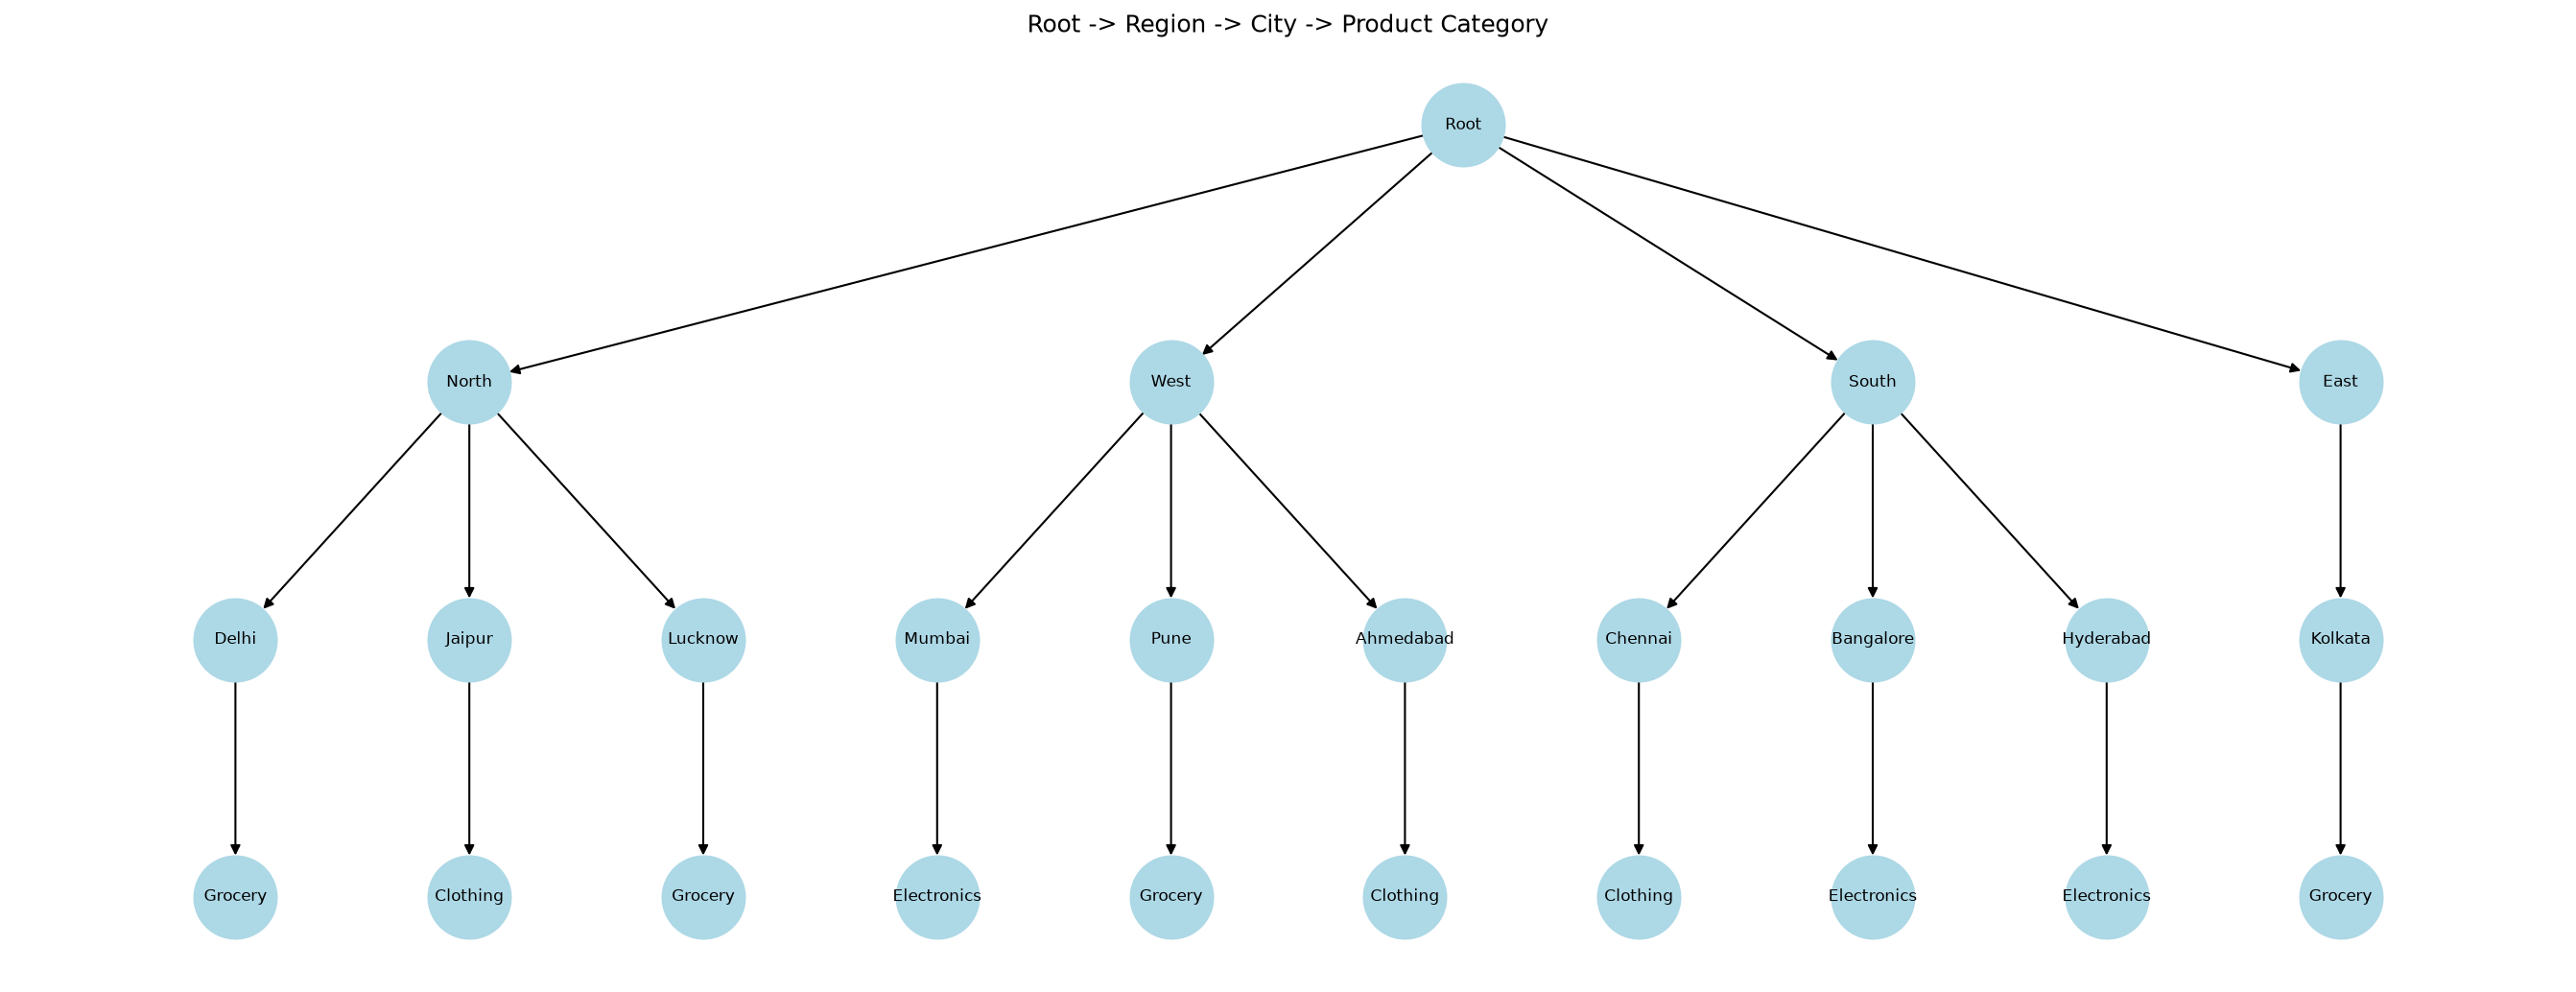 Root -> Region -> City -> Product Category
Root
North
West
South
East
Delhi
Jaipur
Lucknow
Mumbai
Pune
Ahmedabad
Chennai
Bangalore
Hyderabad
Kolkata
Grocery
Clothing
Grocery
Electronics
Grocery
Clothing
Clothing
Electronics
Electronics
Grocery